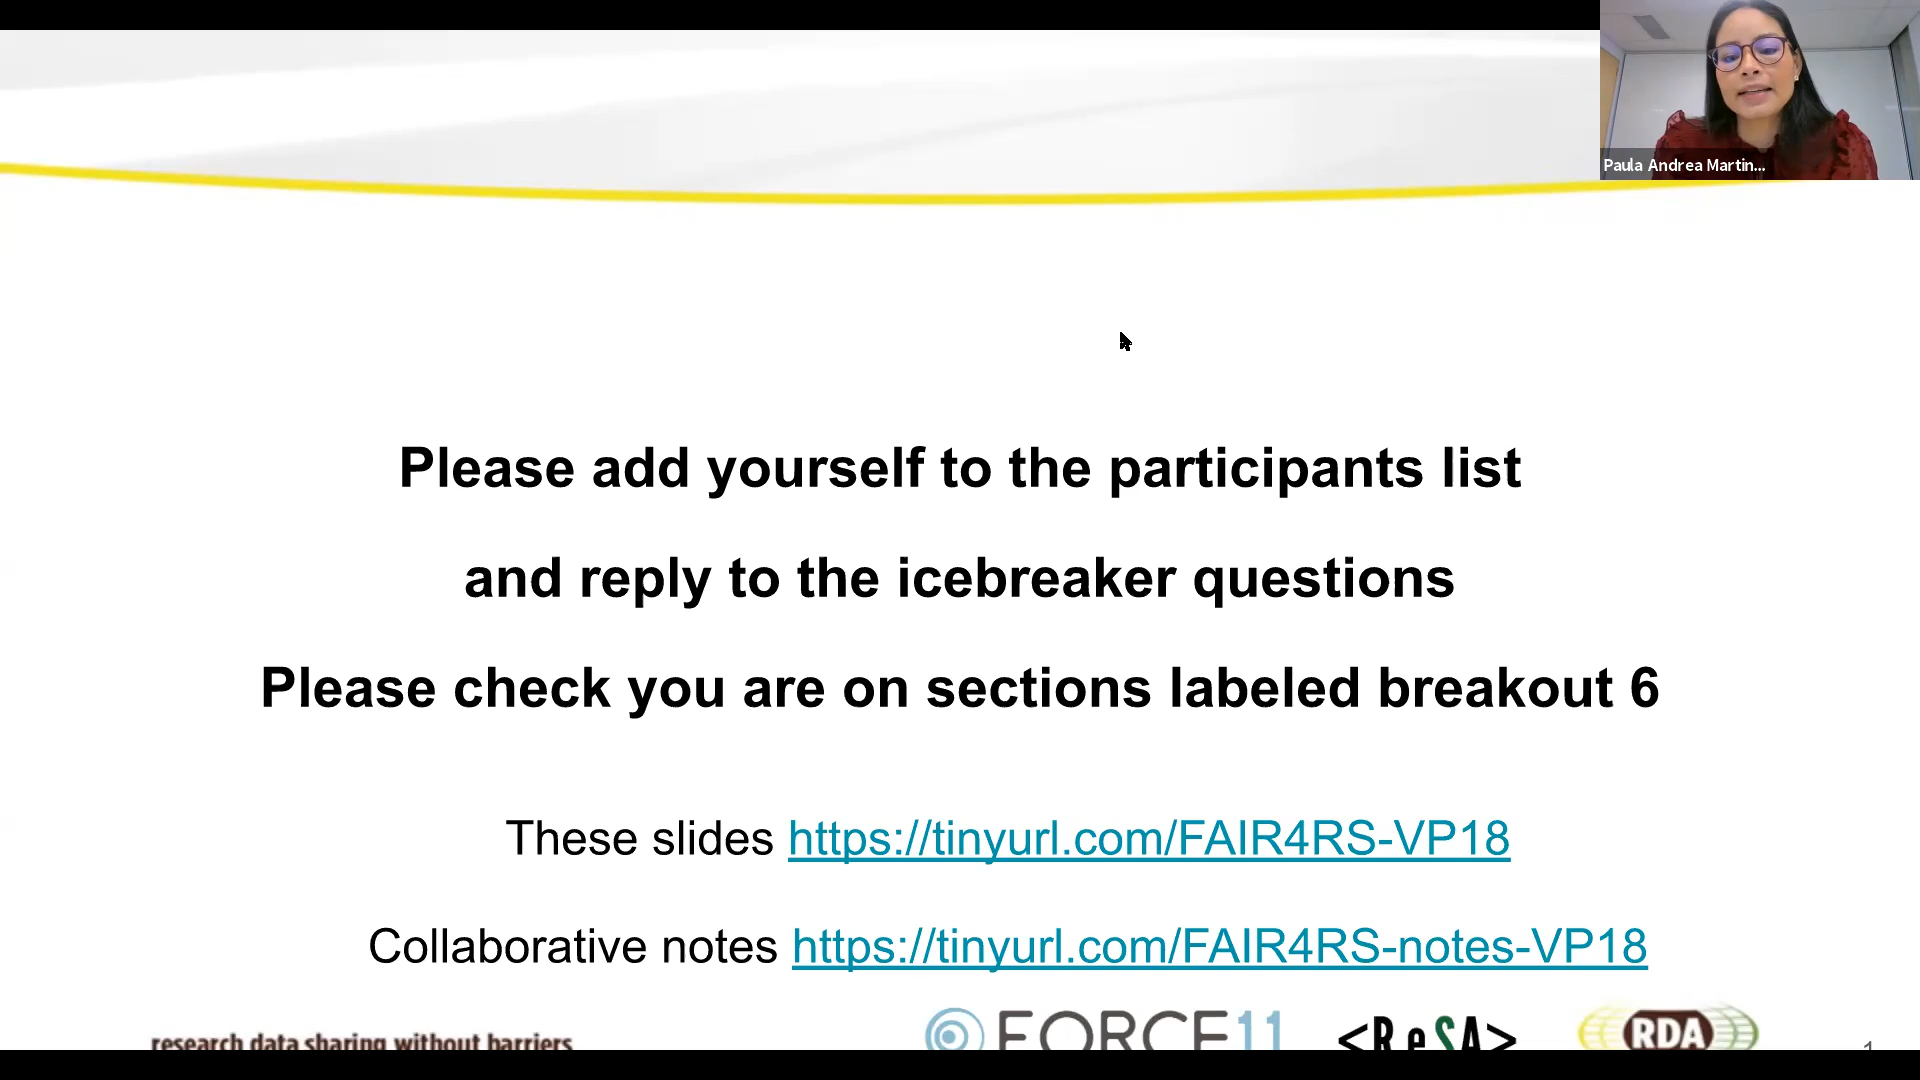 Paula Andrea Martin...
Please add yourself to the participants list
and reply to the icebreaker questions
Please check you are on sections labeled breakout 6
These slides https://tinyurl.com/FAIR4RS-VP18
Collaborative notes https://tinyurl.com/FAIR4RS-notes-VP18
research data sharing without barriers
FORCE11
<ReSA>
RDA
1